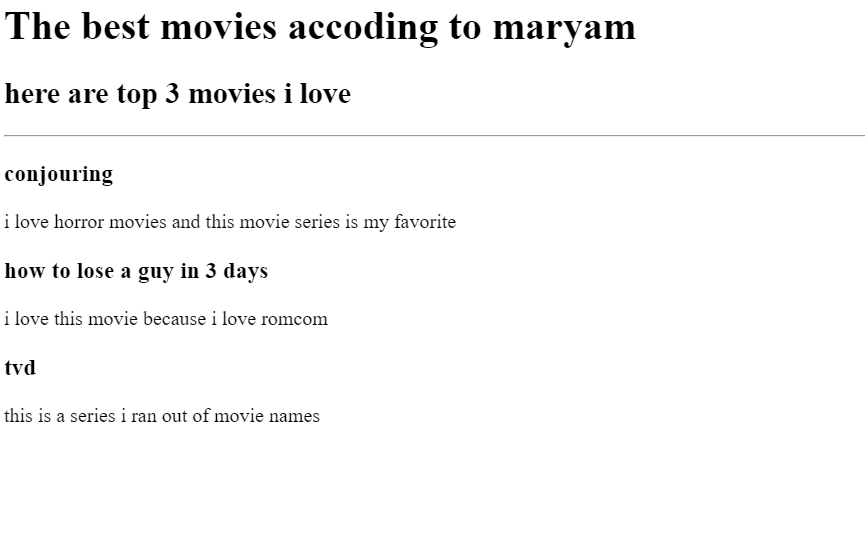 The best movies accoding to maryam
here are top 3 movies i love
conjouring
i love horror movies and this movie series is my favorite
how to lose a guy in 3 days
i love this movie because i love romcom
tvd
this is a series i ran out of movie names